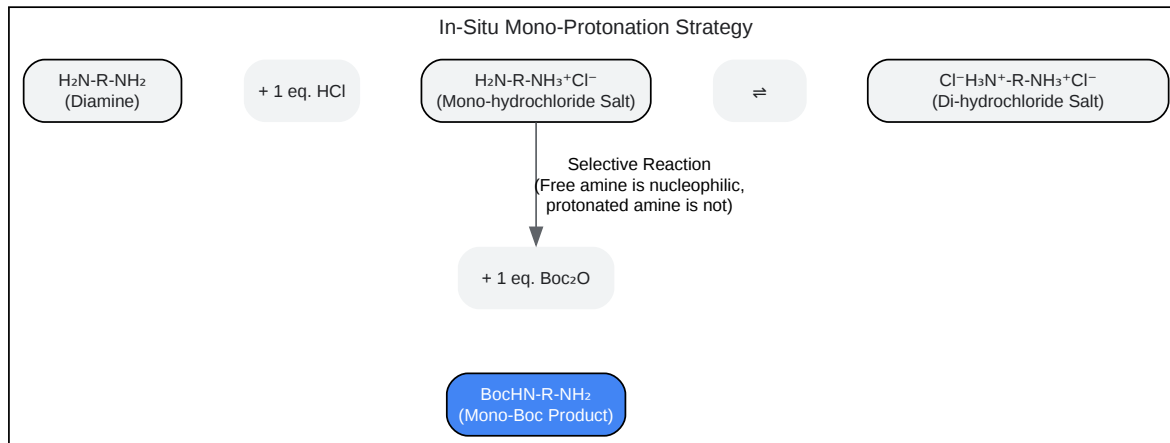 In-Situ Mono-Protonation Strategy
H₂N-R-NH₂
(Diamine)
+ 1 eq. HCl
H₂N-R-NH₃⁺Cl⁻
(Mono-hydrochloride Salt)
⇌
Cl⁻H₃N⁺-R-NH₃⁺Cl⁻
(Di-hydrochloride Salt)
Selective Reaction
(Free amine is nucleophilic,
protonated amine is not)
+ 1 eq. Boc₂O
BocHN-R-NH₂
(Mono-Boc Product)